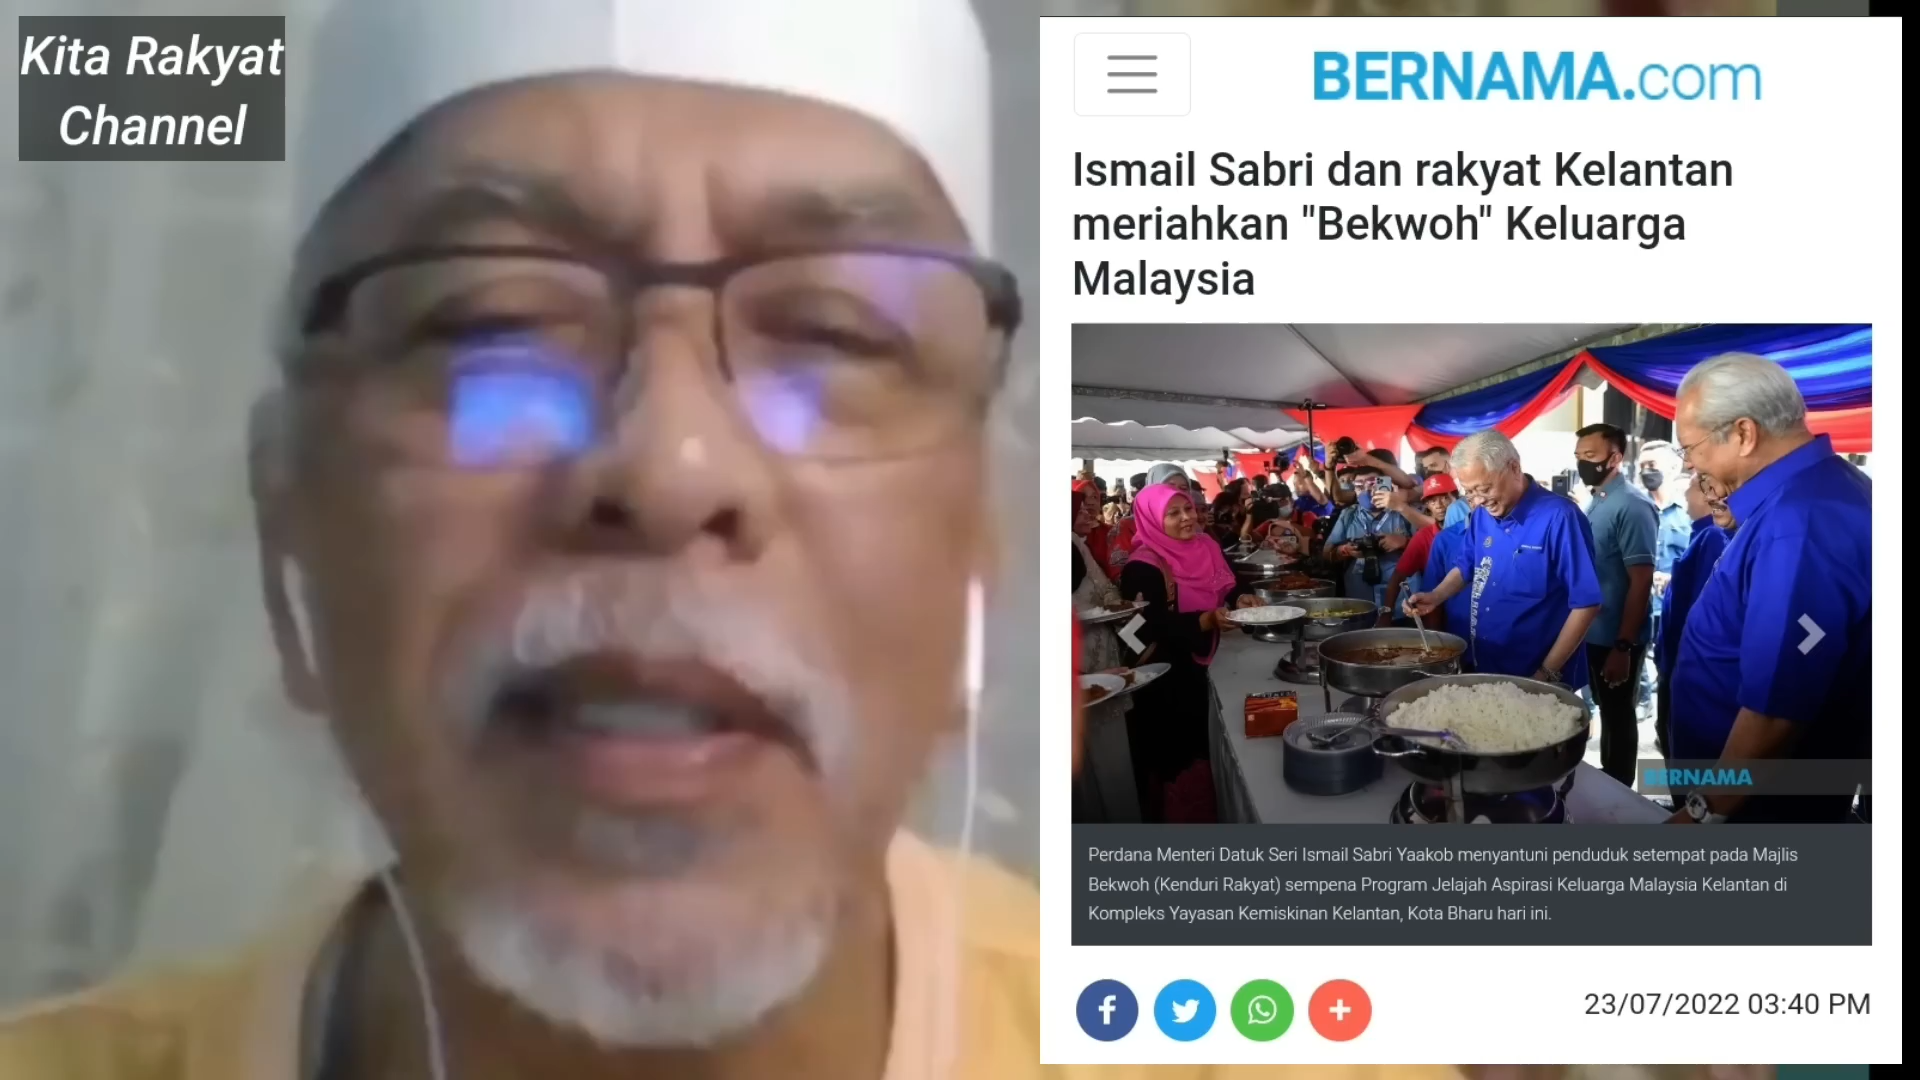 Kita Rakyat
Channel
BERNAMA.com
Ismail Sabri dan rakyat Kelantan
meriahkan "Bekwoh" Keluarga
Malaysia
BERNAMA
Perdana Menteri Datuk Seri Ismail Sabri Yaakob menyantuni penduduk setempat pada Majlis
Bekwoh (Kenduri Rakyat) sempena Program Jelajah Aspirasi Keluarga Malaysia Kelantan di
Kompleks Yayasan Kemiskinan Kelantan, Kota Bharu hari ini.
23/07/2022 03:40 PM